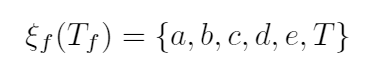 ξ_f(T_f) = {a, b, c, d, e, T}